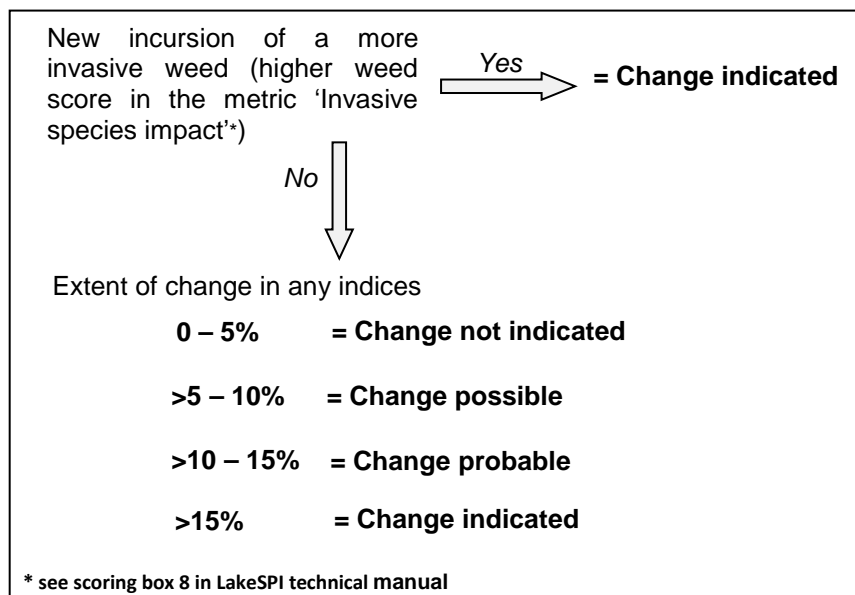 New incursion of a more
invasive weed (higher weed
score in the metric ‘Invasive
species impact’*)
Yes
= Change indicated
No
Extent of change in any indices
0 – 5% = Change not indicated
>5 – 10% = Change possible
>10 – 15% = Change probable
>15% = Change indicated
* see scoring box 8 in LakeSPI technical manual